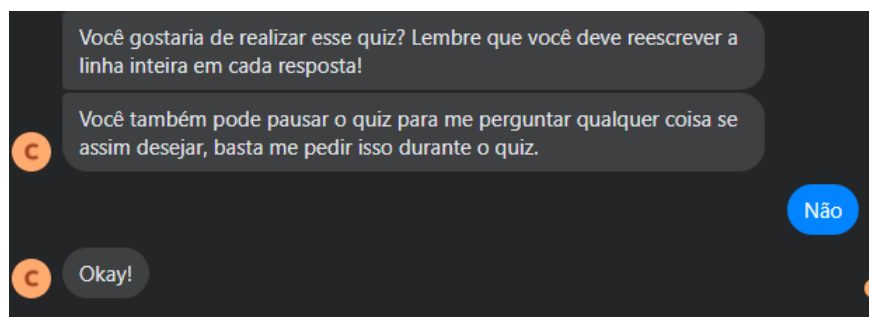 Você gostaria de realizar esse quiz? Lembre que você deve reescrever a
linha inteira em cada resposta!
Você também pode pausar o quiz para me perguntar qualquer coisa se
assim desejar, basta me pedir isso durante o quiz.
C
Não
Okay!
C